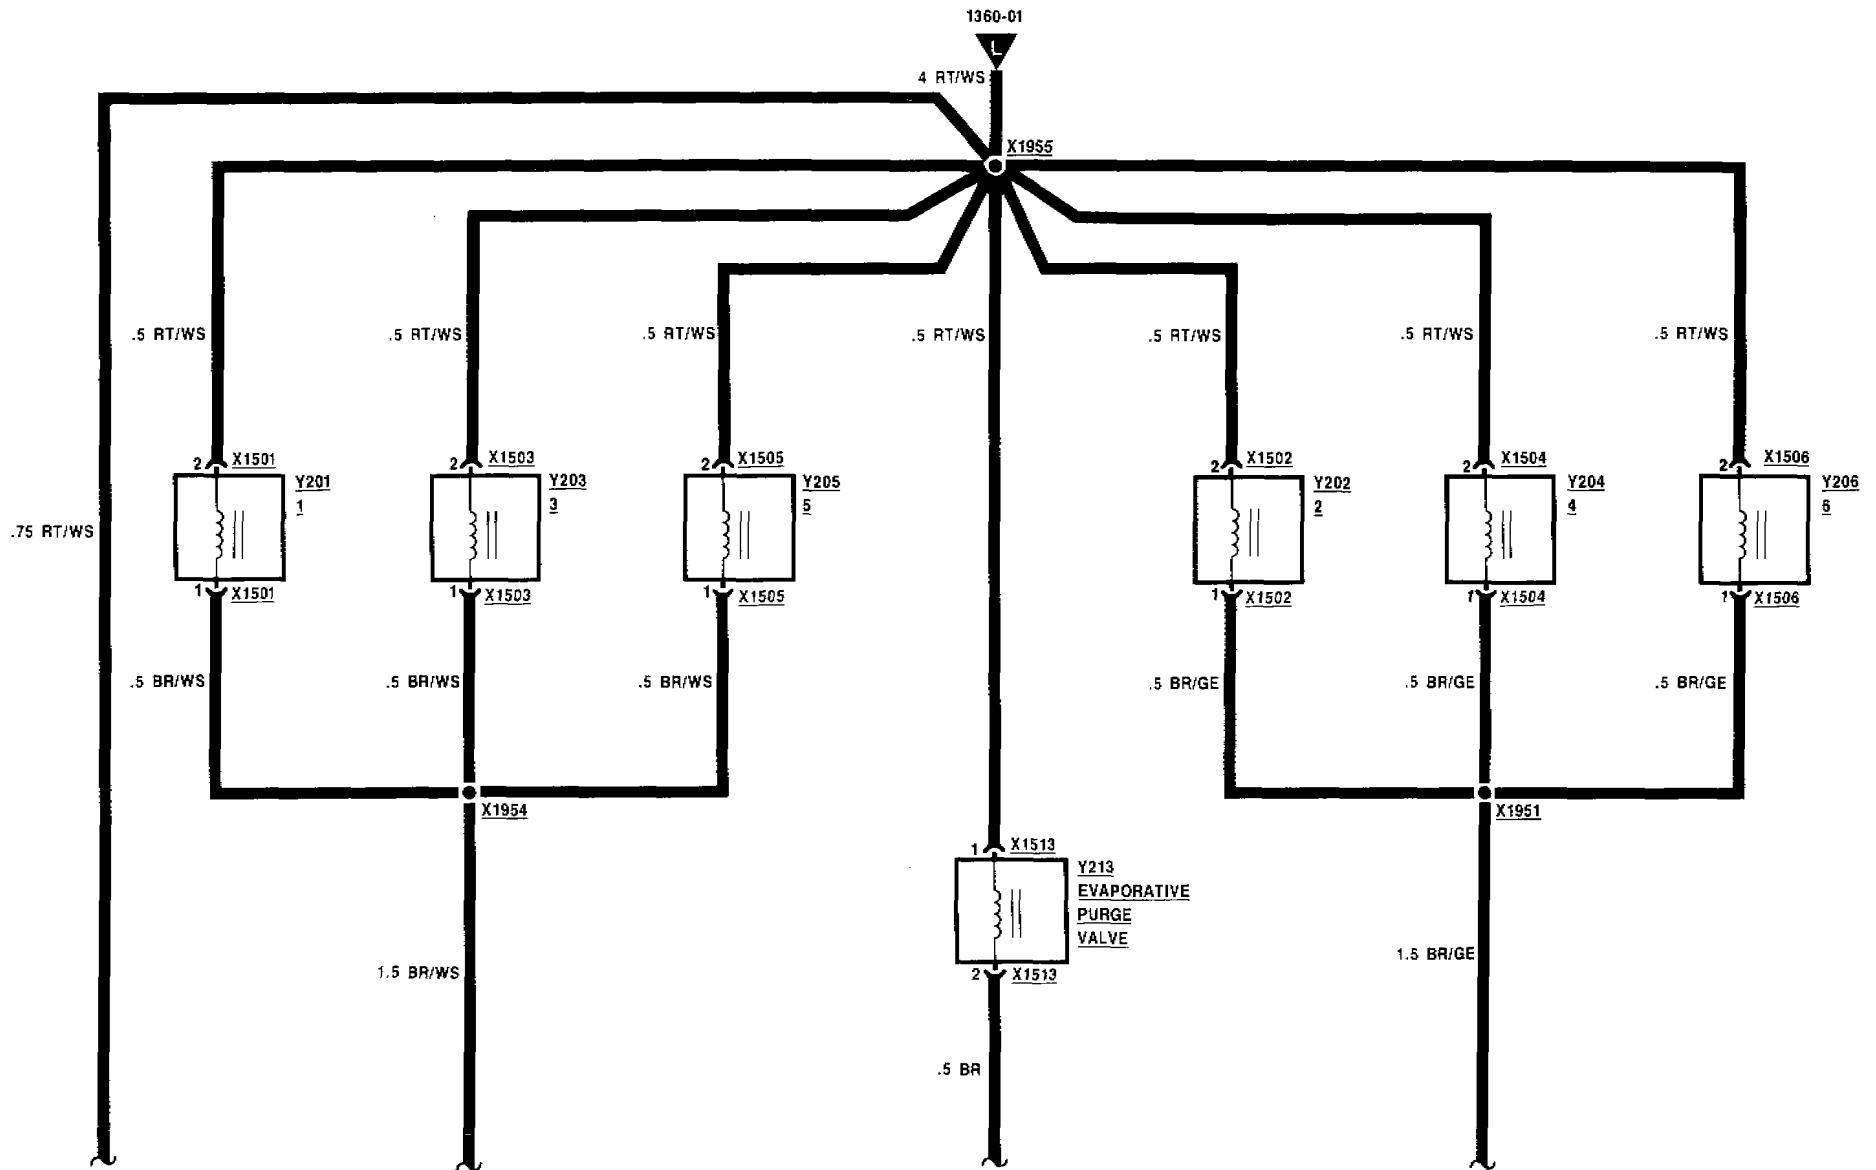 1360-01
L
4 RT/WS
X1955
.5 RT/WS
.5 RT/WS
.5 RT/WS
.5 RT/WS
.5 RT/WS
.5 RT/WS
.5 RT/WS
2 X1501
2 X1503
2 X1505
2 X1502
2 X1504
2 X1506
Y201
1
Y203
3
Y205
5
Y202
2
Y204
4
Y206
6
.75 RT/WS
1 X1501
1 X1503
1 X1505
1 X1502
1 X1504
1 X1506
.5 BR/WS
.5 BR/WS
.5 BR/WS
.5 BR/GE
.5 BR/GE
.5 BR/GE
X1954
X1951
1 X1513
Y213
EVAPORATIVE
PURGE
VALVE
2 X1513
1.5 BR/WS
1.5 BR/GE
.5 BR